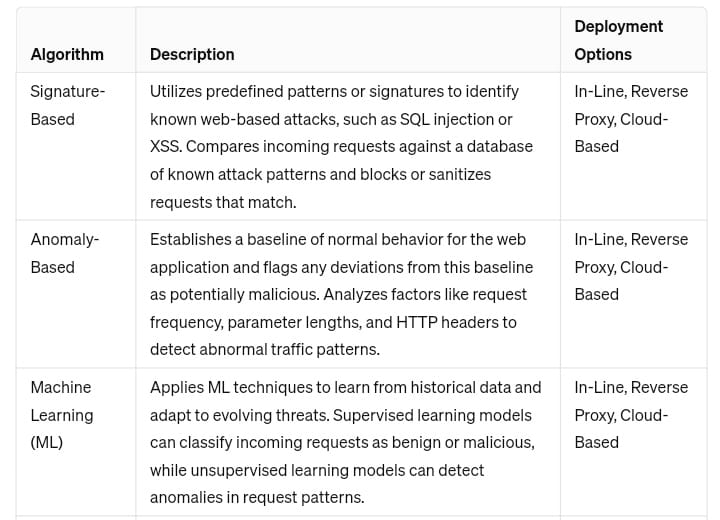 Algorithm
Description
Deployment
Options
Signature-
Based
Utilizes predefined patterns or signatures to identify
known web-based attacks, such as SQL injection or
XSS. Compares incoming requests against a database
of known attack patterns and blocks or sanitizes
requests that match.
In-Line, Reverse
Proxy, Cloud-
Based
Anomaly-
Based
Establishes a baseline of normal behavior for the web
application and flags any deviations from this baseline
as potentially malicious. Analyzes factors like request
frequency, parameter lengths, and HTTP headers to
detect abnormal traffic patterns.
In-Line, Reverse
Proxy, Cloud-
Based
Machine
Learning
(ML)
Applies ML techniques to learn from historical data and
adapt to evolving threats. Supervised learning models
can classify incoming requests as benign or malicious,
while unsupervised learning models can detect
anomalies in request patterns.
In-Line, Reverse
Proxy, Cloud-
Based